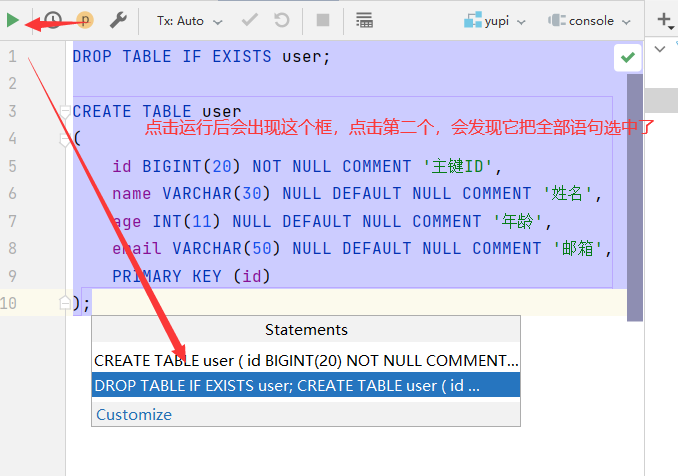 p Tx: Auto yupi console
1 DROP TABLE IF EXISTS user;
2
3 CREATE TABLE user
点击运行后会出现这个框，点击第二个，会发现它把全部语句选中了
4 (
5 id BIGINT(20) NOT NULL COMMENT '主键ID',
6 name VARCHAR(30) NULL DEFAULT NULL COMMENT '姓名',
7 age INT(11) NULL DEFAULT NULL COMMENT '年龄',
8 email VARCHAR(50) NULL DEFAULT NULL COMMENT '邮箱',
9 PRIMARY KEY (id)
10 );
Statements
CREATE TABLE user ( id BIGINT(20) NOT NULL COMMENT...
DROP TABLE IF EXISTS user; CREATE TABLE user ( id ...
Customize